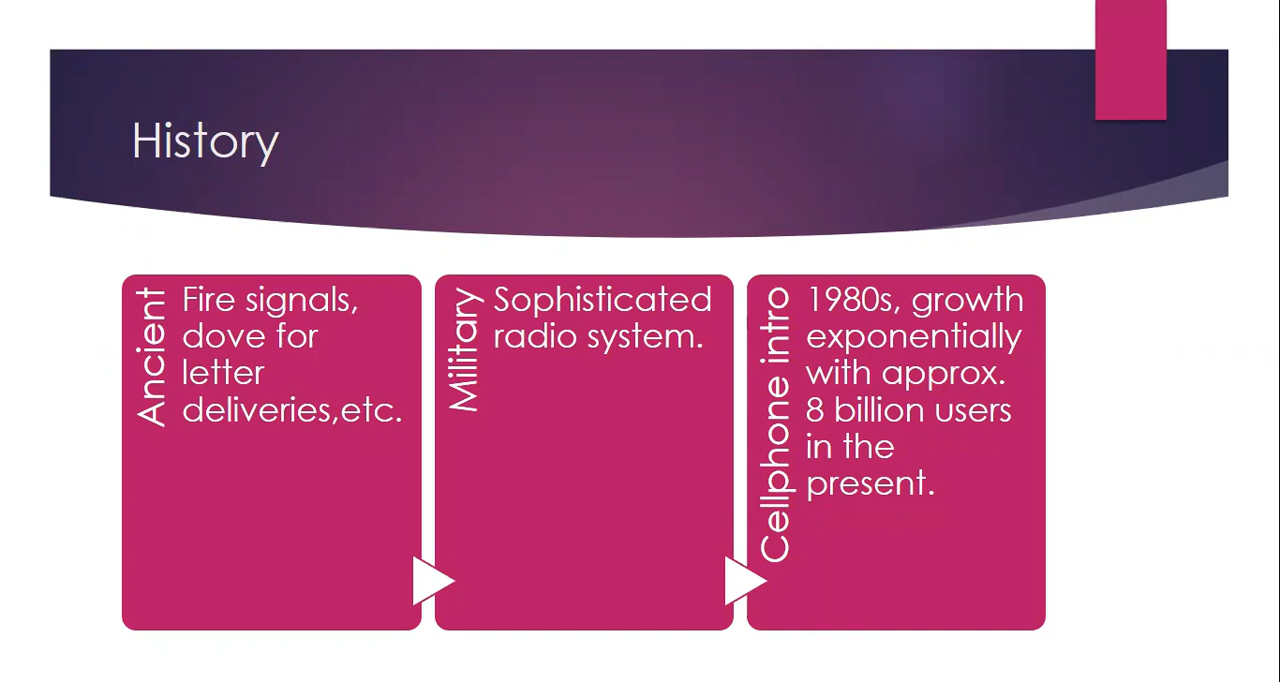 History
Ancient
Fire signals,
dove for
letter
deliveries,etc.
Military
Sophisticated
radio system.
Cellphone intro
1980s, growth
exponentially
with approx.
8 billion users
in the
present.